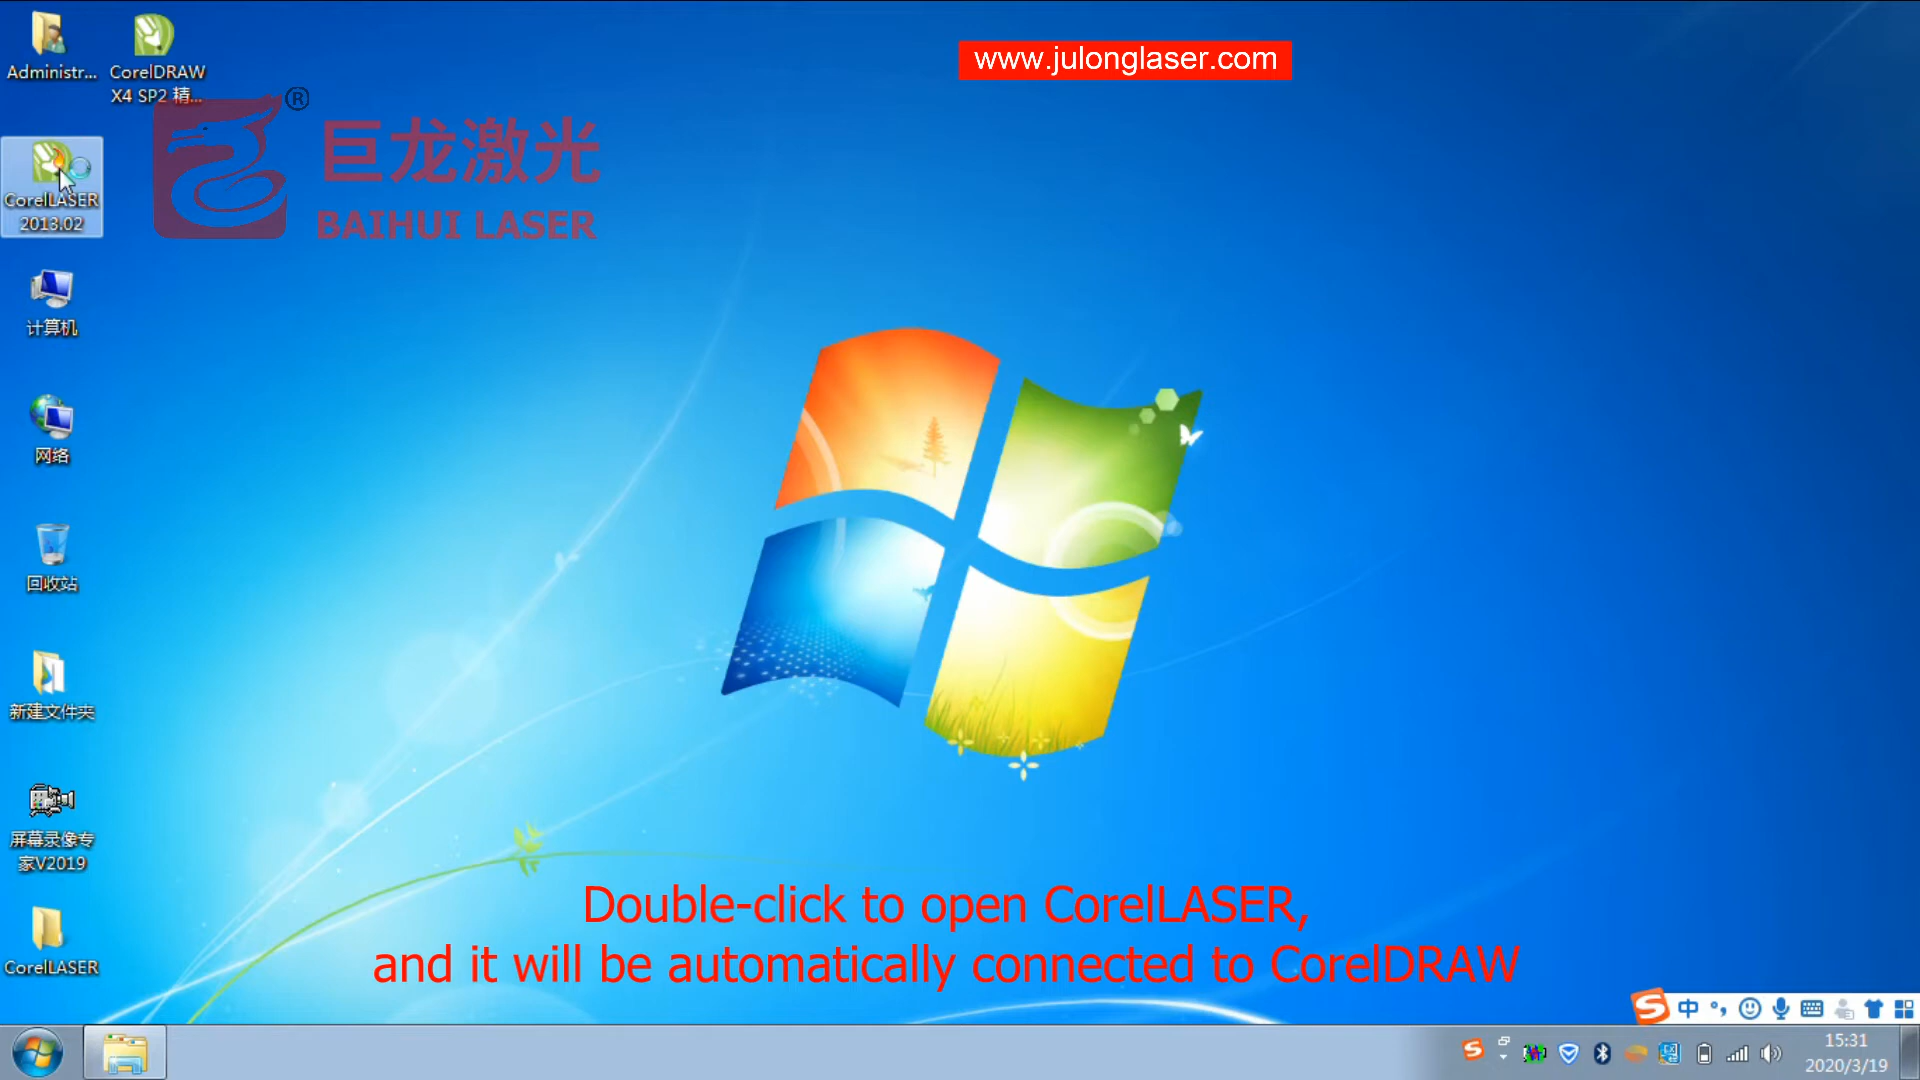 Administr...
CorelDRAW
X4 SP2 精...
www.julonglaser.com
®
巨龙激光
BAIHUI LASER
CorelLASER
2013.02
计算机
网络
回收站
新建文件夹
屏幕录像专
家V2019
CorelLASER
Double-click to open CorelLASER,
and it will be automatically connected to CorelDRAW
S中
S
15:31
2020/3/19